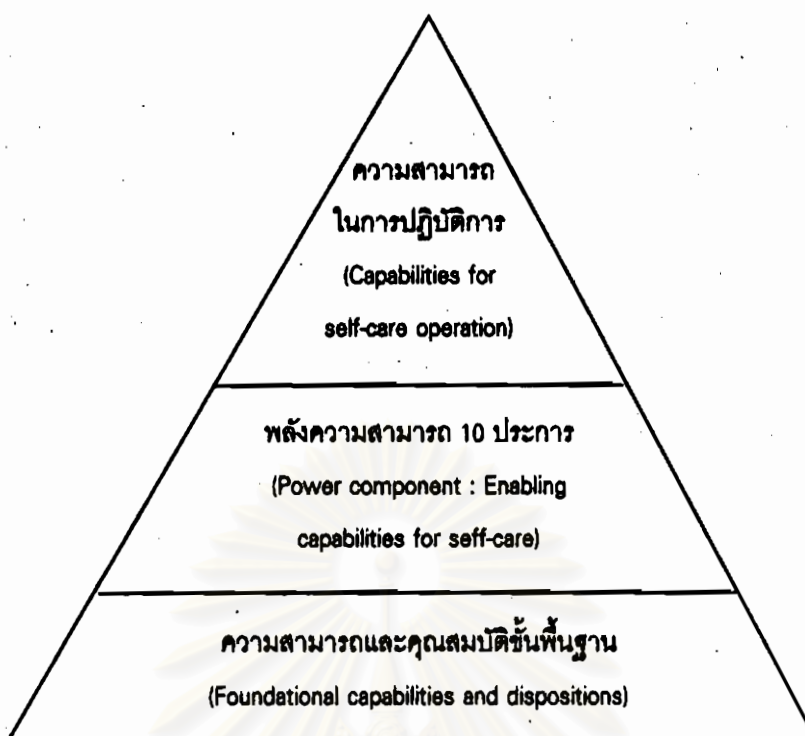 ความสามารถ
ในการปฏิบัติการ
(Capabilities for
self-care operation)
พลังความสามารถ 10 ประการ
(Power component : Enabling
capabilities for seff-care)
ความสามารถและคุณสมบัติขั้นพื้นฐาน
(Foundational capabilities and dispositions)